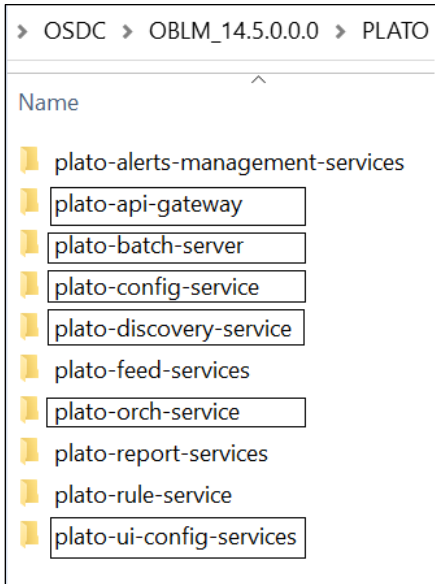 > OSDC > OBLM_14.5.0.0.0 > PLATO
Name
plato-alerts-management-services
plato-api-gateway
plato-batch-server
plato-config-service
plato-discovery-service
plato-feed-services
plato-orch-service
plato-report-services
plato-rule-service
plato-ui-config-services